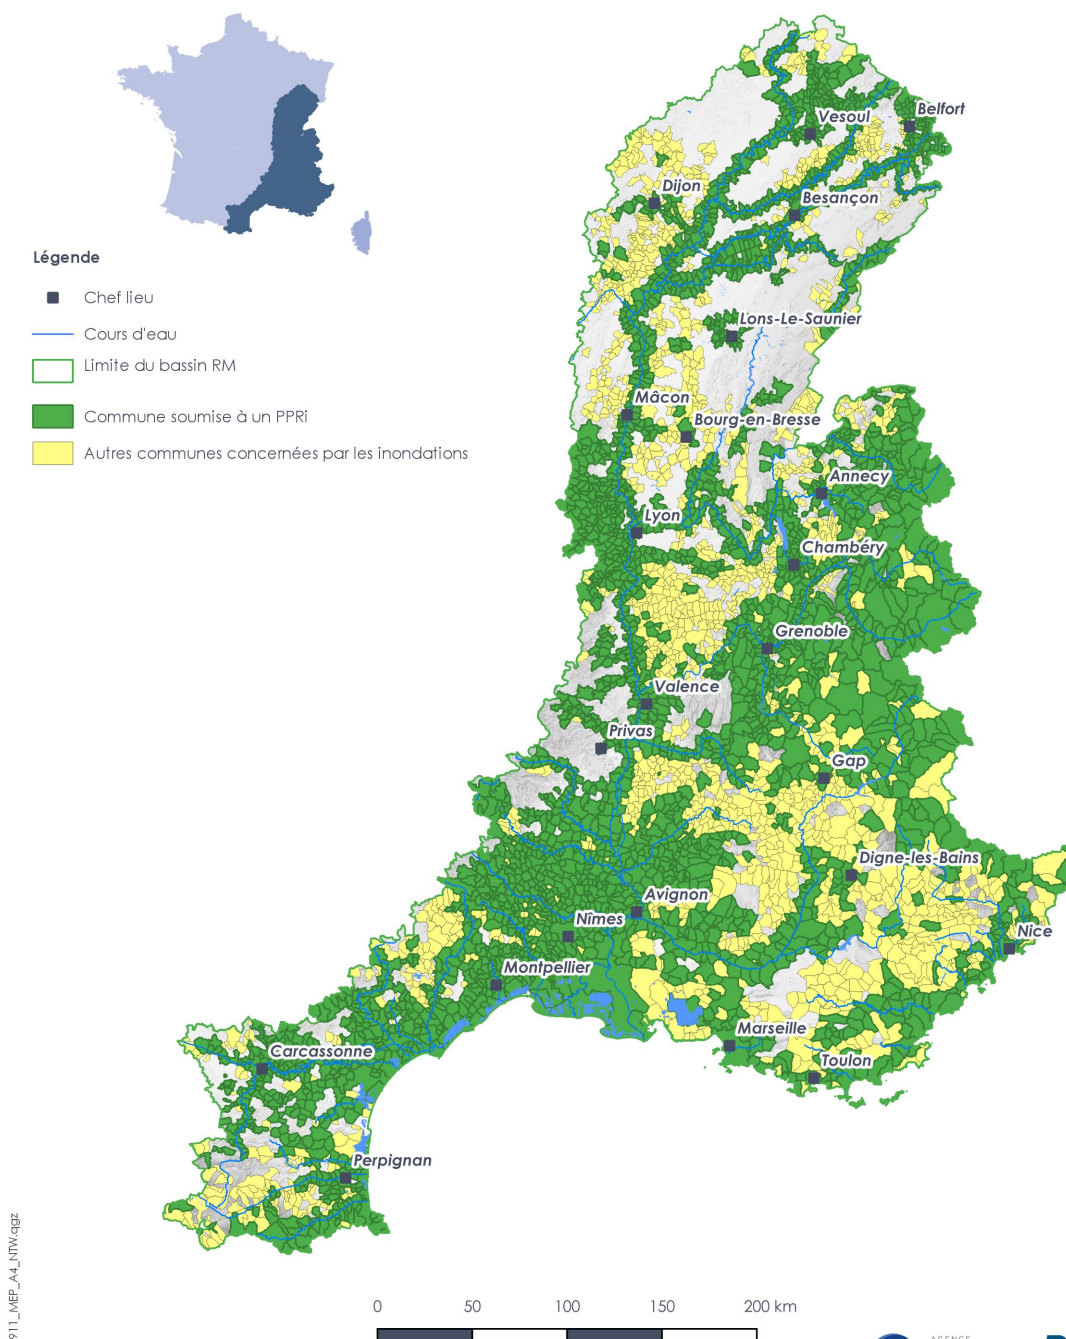 Légende
Chef lieu
Cours d'eau
Limite du bassin RM
Commune soumise à un PPRi
Autres communes concernées par les inondations
Belfort
Vesoul
Dijon
Besançon
Lons-Le-Saunier
Mâcon
Bourg-en-Bresse
Annecy
Lyon
Chambéry
Grenoble
Valence
Privas
Gap
Digne-les-Bains
Avignon
Nîmes
Nice
Montpellier
Marseille
Carcassonne
Toulon
Perpignan
911_MEP_A4_NTW.qgz
0 50 100 150 200 km